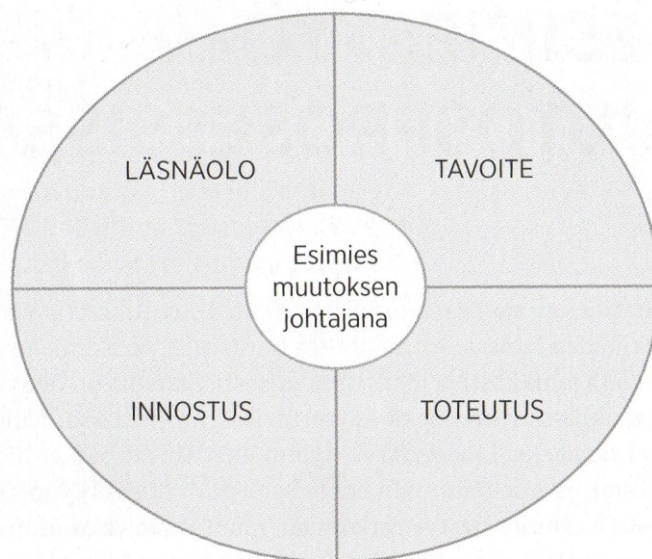 LÄSNÄOLO
TAVOITE
Esimies
muutoksen
johtajana
INNOSTUS
TOTEUTUS